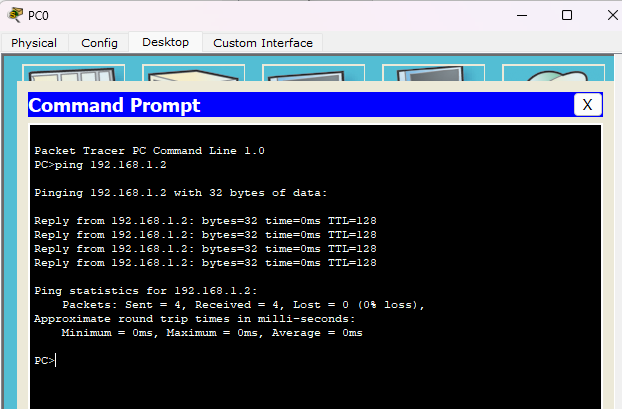 PC0
Physical Config Desktop Custom Interface
Command Prompt X
Packet Tracer PC Command Line 1.0
PC>ping 192.168.1.2
Pinging 192.168.1.2 with 32 bytes of data:
Reply from 192.168.1.2: bytes=32 time=0ms TTL=128
Reply from 192.168.1.2: bytes=32 time=0ms TTL=128
Reply from 192.168.1.2: bytes=32 time=0ms TTL=128
Reply from 192.168.1.2: bytes=32 time=0ms TTL=128
Ping statistics for 192.168.1.2:
    Packets: Sent = 4, Received = 4, Lost = 0 (0% loss),
Approximate round trip times in milli-seconds:
    Minimum = 0ms, Maximum = 0ms, Average = 0ms
PC>